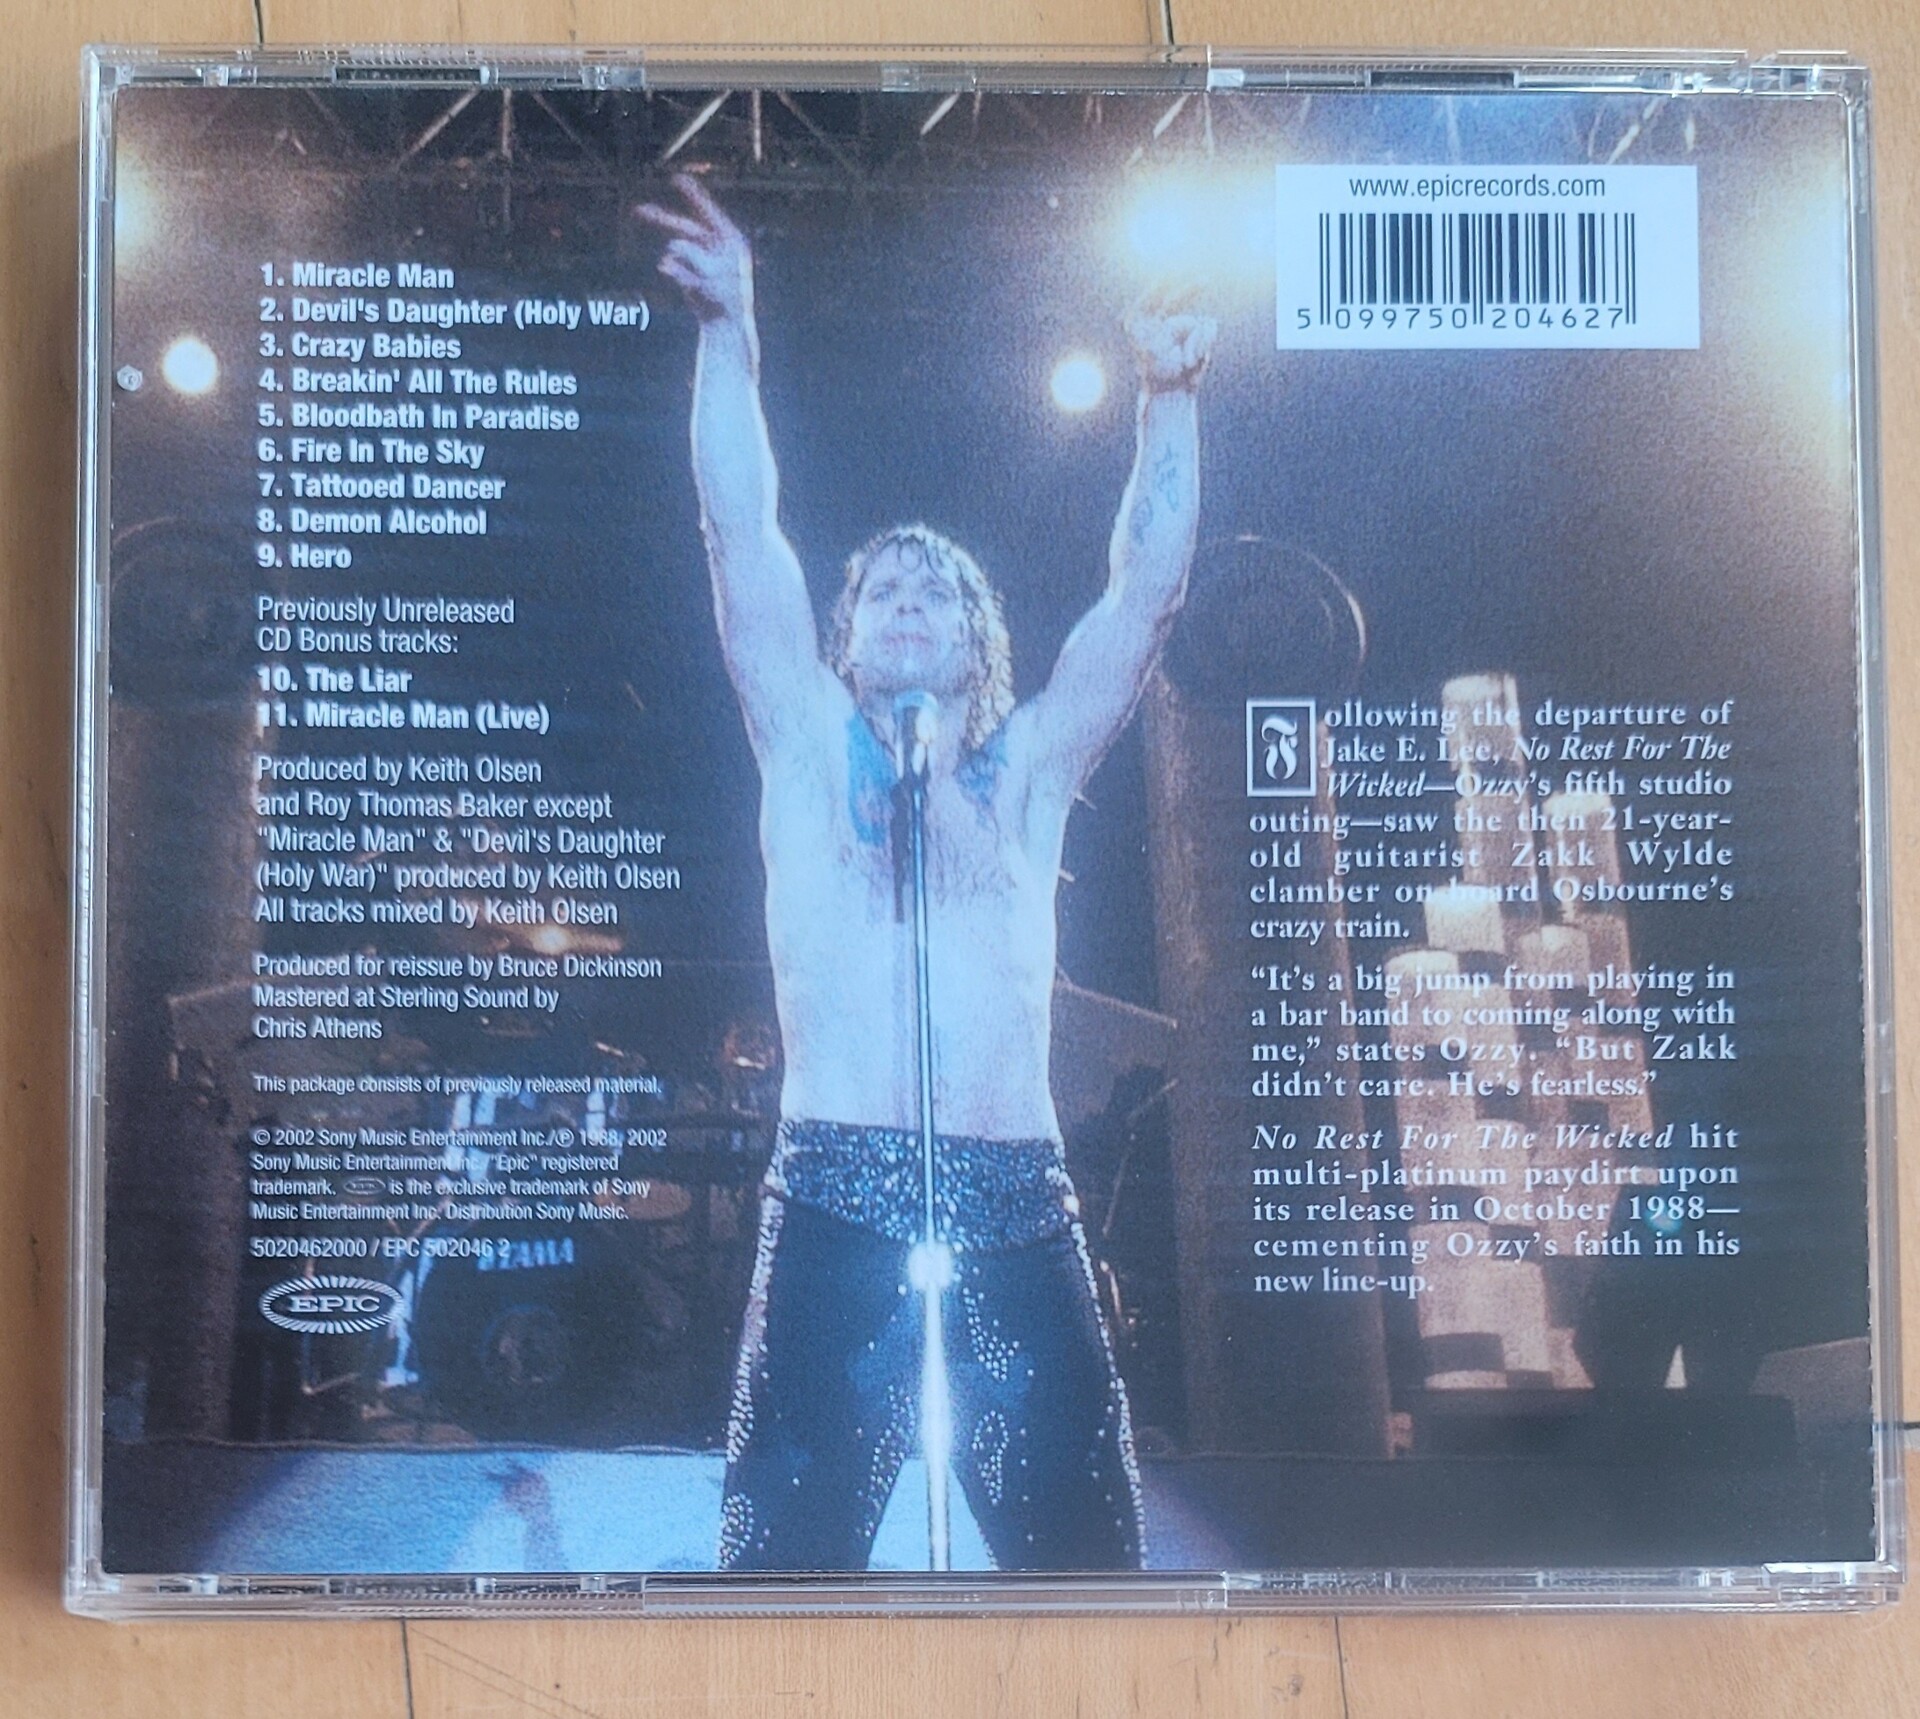 www.epicrecords.com
5 099750 204627
1. Miracle Man
2. Devil's Daughter (Holy War)
3. Crazy Babies
4. Breakin' All The Rules
5. Bloodbath In Paradise
6. Fire In The Sky
7. Tattooed Dancer
8. Demon Alcohol
9. Hero
Previously Unreleased
CD Bonus tracks:
10. The Liar
11. Miracle Man (Live)
Produced by Keith Olsen
and Roy Thomas Baker except
"Miracle Man" & "Devil's Daughter
(Holy War)" produced by Keith Olsen
All tracks mixed by Keith Olsen
Produced for reissue by Bruce Dickinson
Mastered at Sterling Sound by
Chris Athens
This package consists of previously released material.
© 2002 Sony Music Entertainment Inc./℗ 1988, 2002
Sony Music Entertainment Inc./"Epic" registered
trademark. EPIC is the exclusive trademark of Sony
Music Entertainment Inc. Distribution Sony Music.
5020462000 / EPC 502046 2
TAMA
EPIC
Following the departure of
Jake E. Lee, No Rest For The
Wicked—Ozzy's fifth studio
outing—saw the then 21-year-
old guitarist Zakk Wylde
clamber on board Osbourne's
crazy train.
“It's a big jump from playing in
a bar band to coming along with
me,” states Ozzy. “But Zakk
didn't care. He's fearless.”
No Rest For The Wicked hit
multi-platinum paydirt upon
its release in October 1988—
cementing Ozzy's faith in his
new line-up.